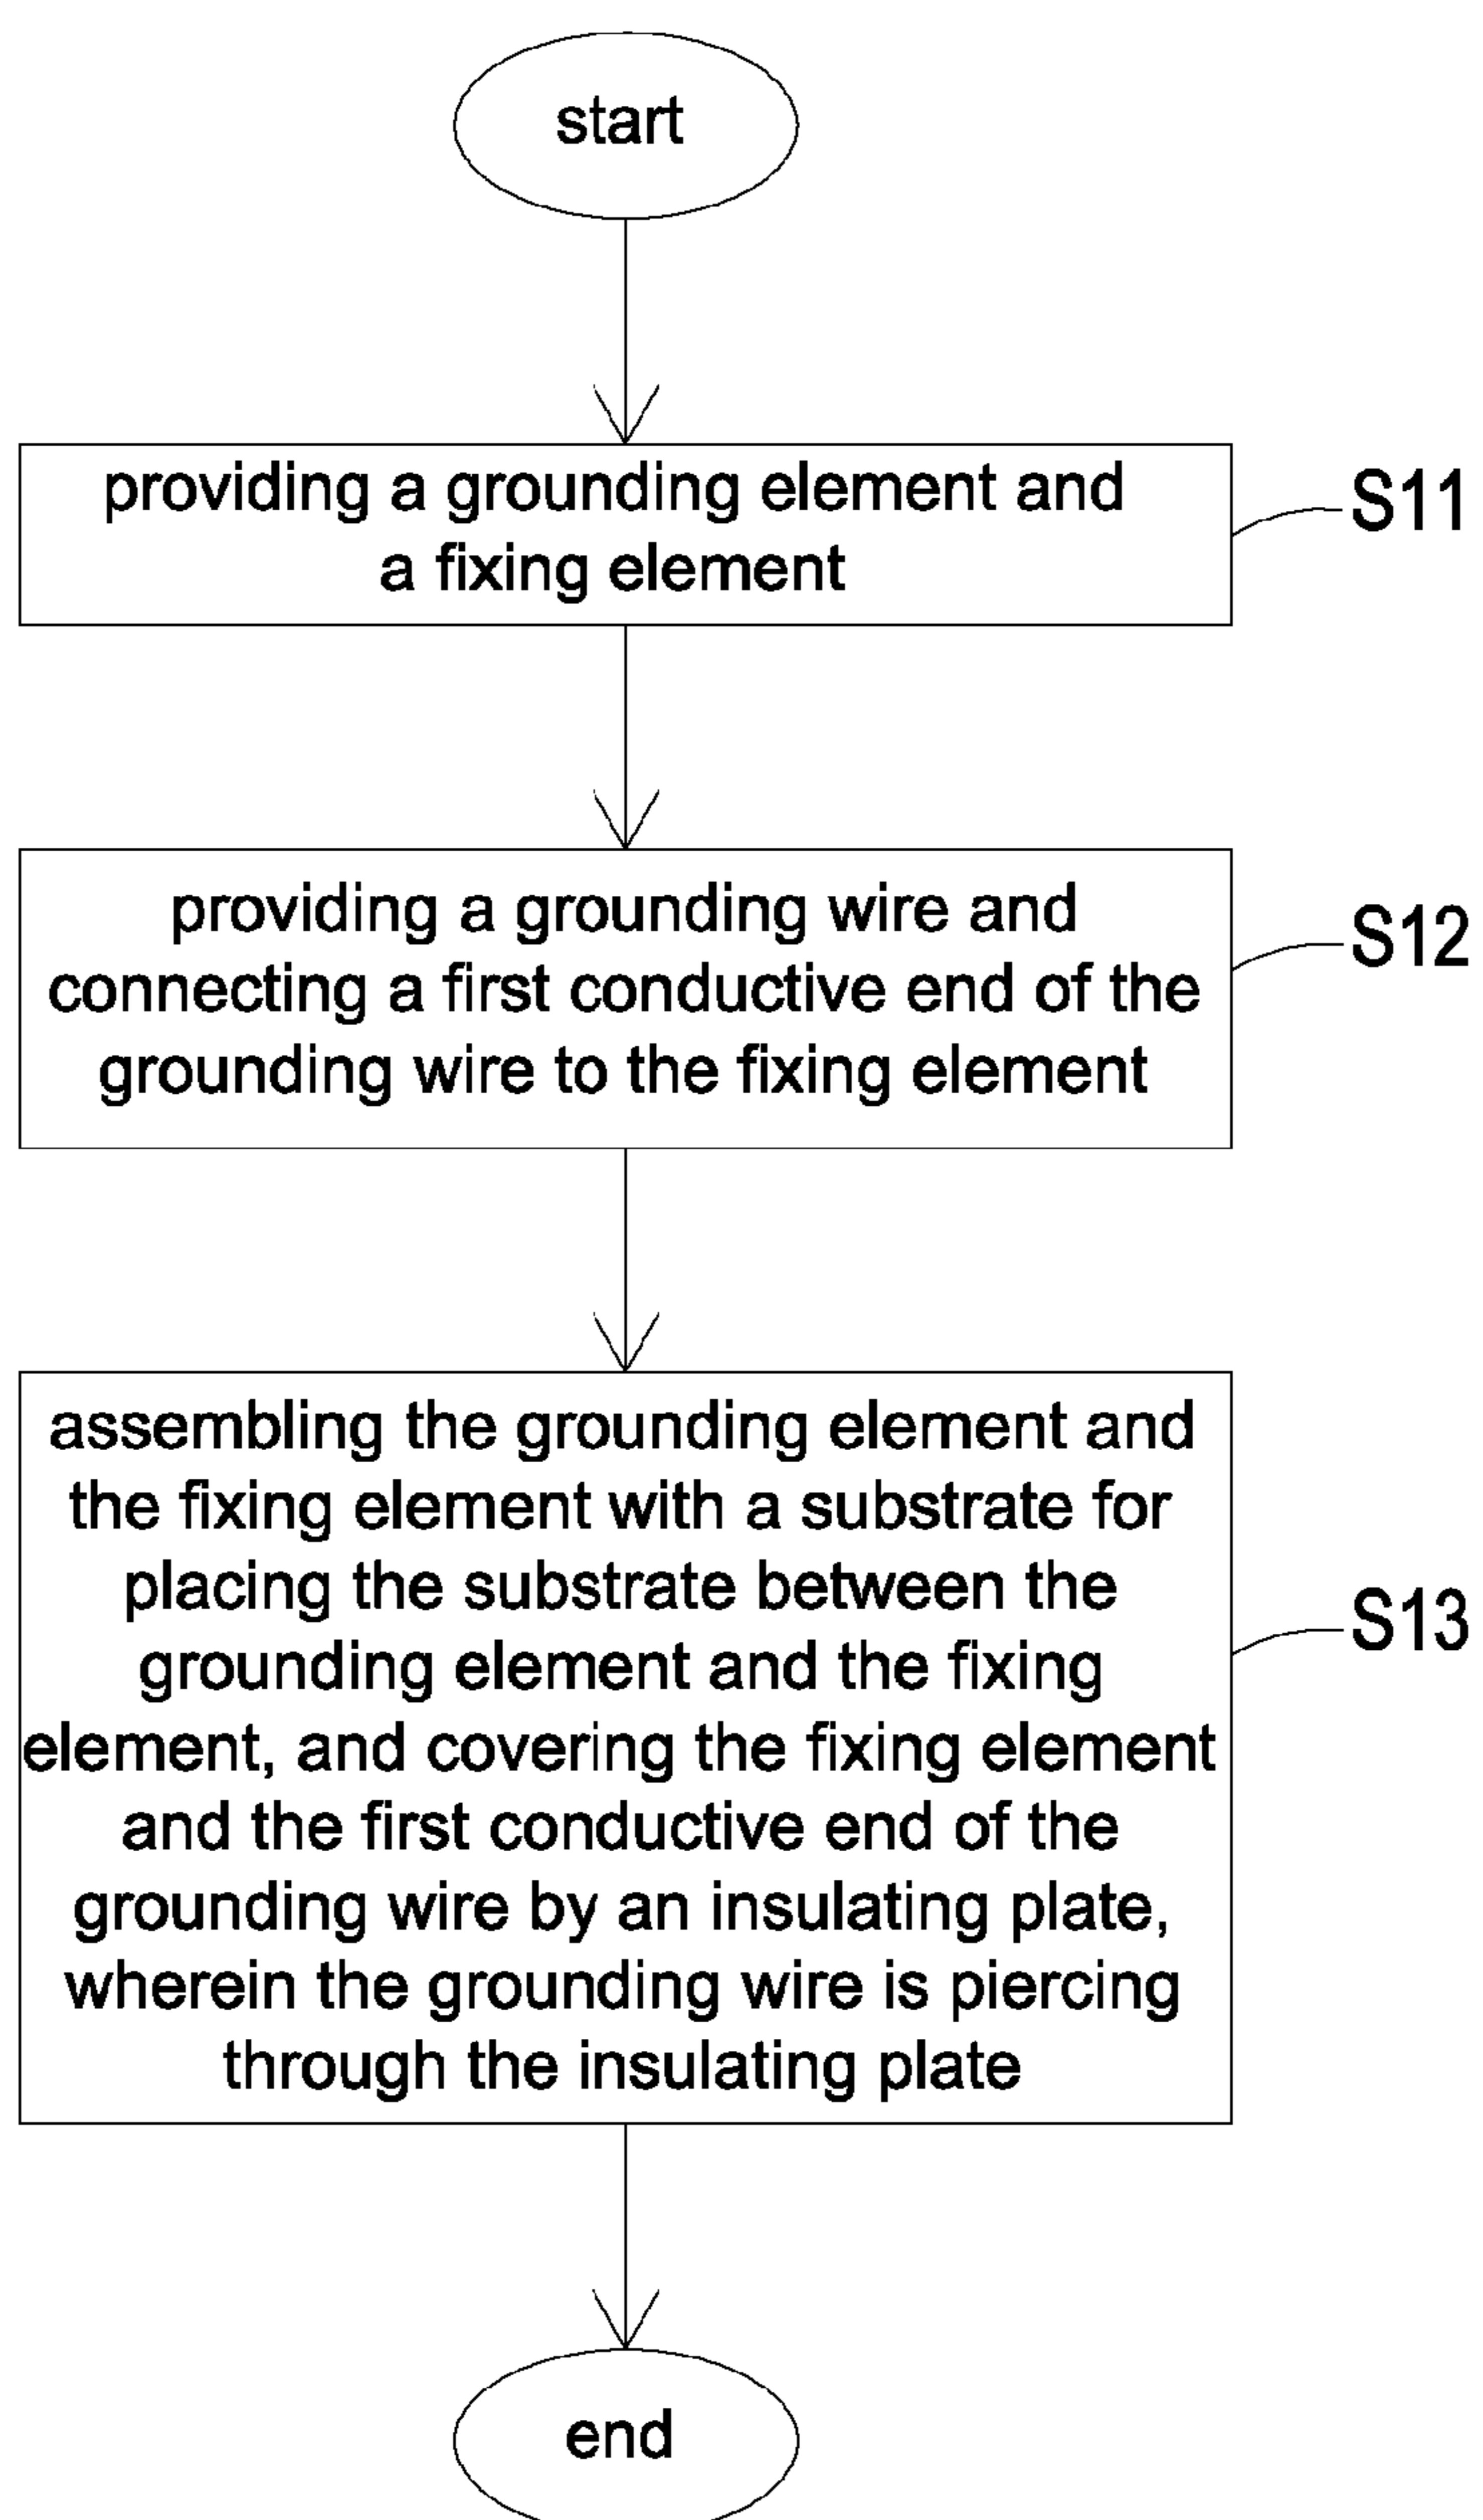 start
providing a grounding element and
a fixing element
S11
providing a grounding wire and
connecting a first conductive end of the
grounding wire to the fixing element
S12
assembling the grounding element and
the fixing element with a substrate for
placing the substrate between the
grounding element and the fixing
element, and covering the fixing element
and the first conductive end of the
grounding wire by an insulating plate,
wherein the grounding wire is piercing
through the insulating plate
S13
end